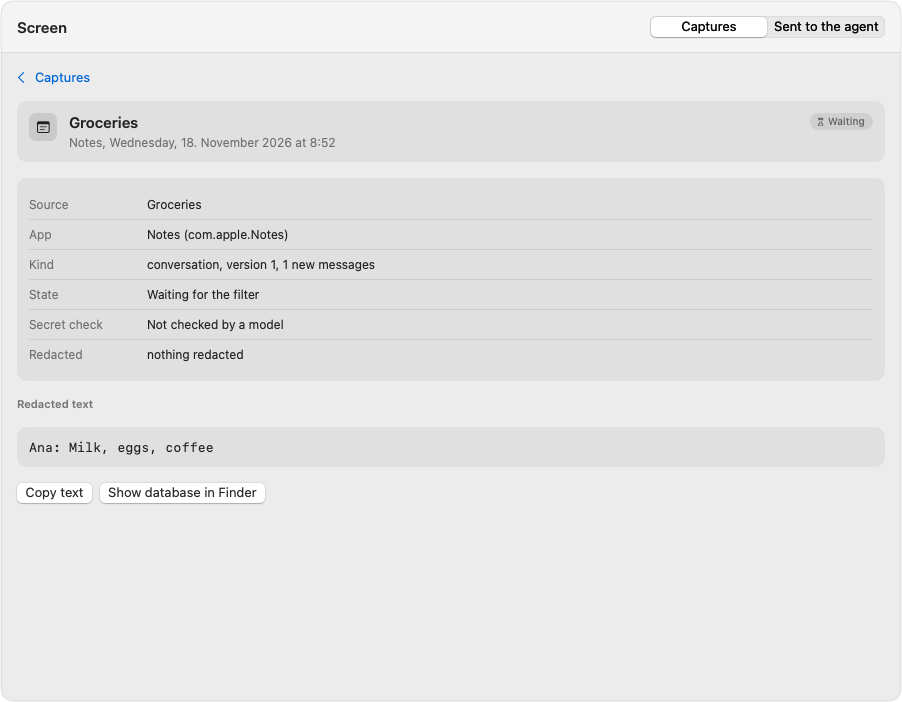 Screen
Captures
Sent to the agent
Captures
Groceries
Waiting
Notes, Wednesday, 18. November 2026 at 8:52
Source Groceries
App Notes (com.apple.Notes)
Kind conversation, version 1, 1 new messages
State Waiting for the filter
Secret check Not checked by a model
Redacted nothing redacted
Redacted text
Ana: Milk, eggs, coffee
Copy text
Show database in Finder